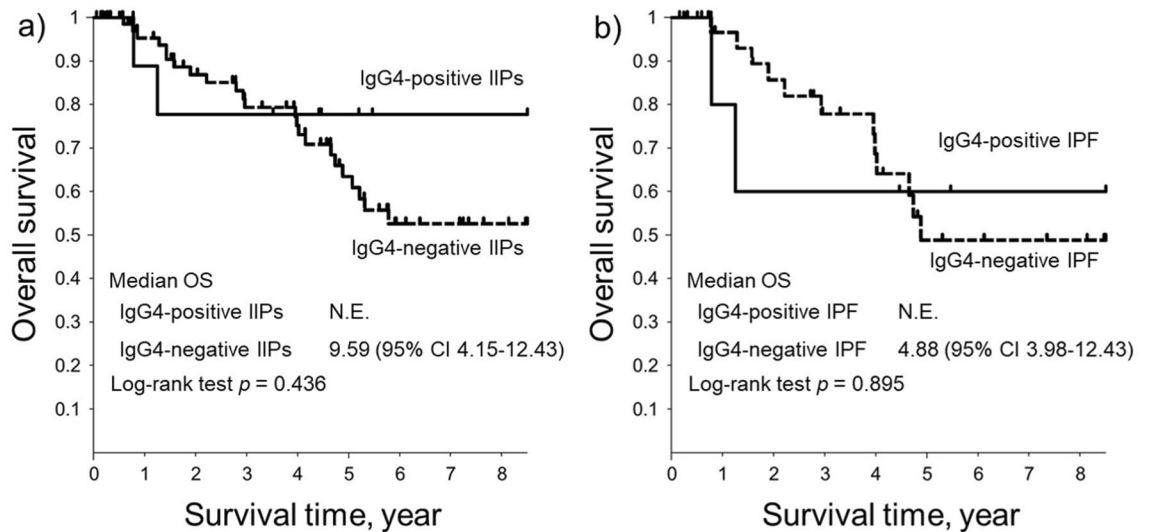 a)
Overall survival
1
0.9
0.8
0.7
0.6
0.5
0.4
0.3
0.2
0.1
IgG4-positive IIPs
IgG4-negative IIPs
Median OS
IgG4-positive IIPs N.E.
IgG4-negative IIPs 9.59 (95% CI 4.15-12.43)
Log-rank test p = 0.436
0 1 2 3 4 5 6 7 8
Survival time, year
b)
Overall survival
1
0.9
0.8
0.7
0.6
0.5
0.4
0.3
0.2
0.1
IgG4-positive IPF
IgG4-negative IPF
Median OS
IgG4-positive IPF N.E.
IgG4-negative IPF 4.88 (95% CI 3.98-12.43)
Log-rank test p = 0.895
0 1 2 3 4 5 6 7 8
Survival time, year